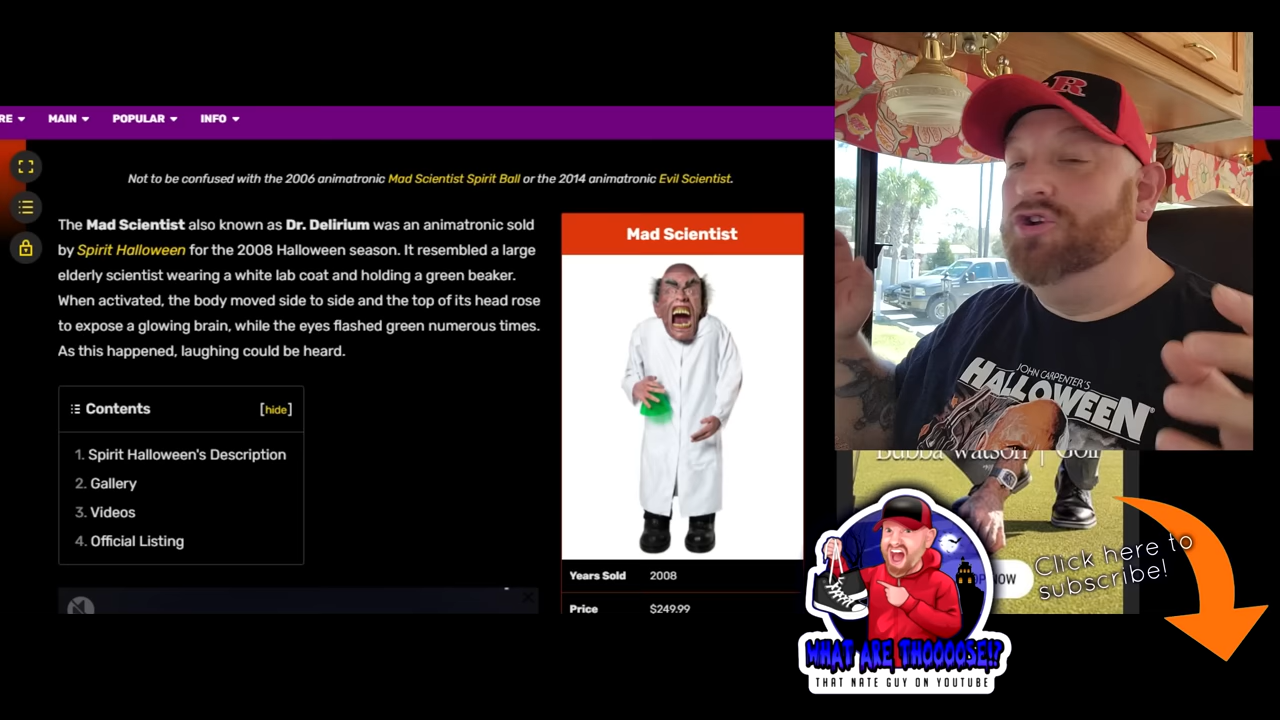 RE
MAIN
POPULAR
INFO
Not to be confused with the 2006 animatronic Mad Scientist Spirit Ball or the 2014 animatronic Evil Scientist.
The Mad Scientist also known as Dr. Delirium was an animatronic sold
by Spirit Halloween for the 2008 Halloween season. It resembled a large
elderly scientist wearing a white lab coat and holding a green beaker.
When activated, the body moved side to side and the top of its head rose
to expose a glowing brain, while the eyes flashed green numerous times.
As this happened, laughing could be heard.
Contents [hide]
1. Spirit Halloween's Description
2. Gallery
3. Videos
4. Official Listing
Mad Scientist
Years Sold 2008
Price $249.99
R
JOHN CARPENTER'S
HALLOWEEN
Bubba Watson | Golf
OP NOW
Click here to
subscribe!
WHAT ARE THOOOOSE!?
THAT NATE GUY ON YOUTUBE